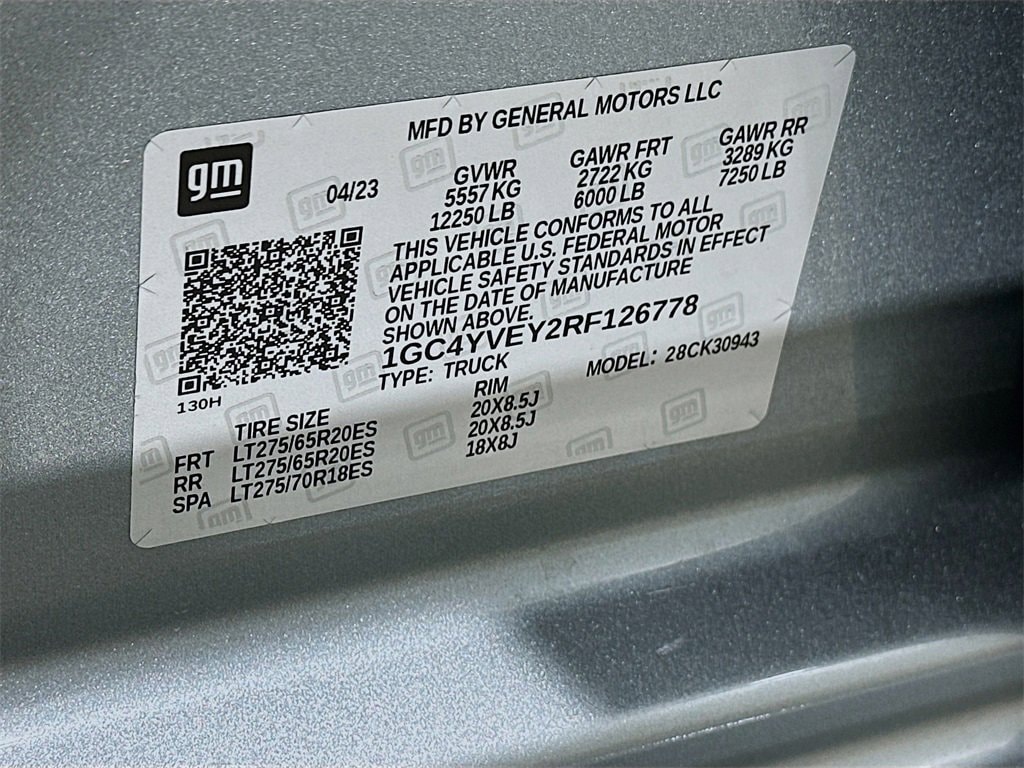 MFD BY GENERAL MOTORS LLC
gm
04/23
GVWR
5557 KG
12250 LB
GAWR FRT
2722 KG
6000 LB
GAWR RR
3289 KG
7250 LB
THIS VEHICLE CONFORMS TO ALL
APPLICABLE U.S. FEDERAL MOTOR
VEHICLE SAFETY STANDARDS IN EFFECT
ON THE DATE OF MANUFACTURE
SHOWN ABOVE.
1GC4YVEY2RF126778
TYPE: TRUCK
MODEL: 28CK30943
130H
TIRE SIZE RIM
FRT LT275/65R20ES 20X8.5J
RR LT275/65R20ES 20X8.5J
SPA LT275/70R18ES 18X8J